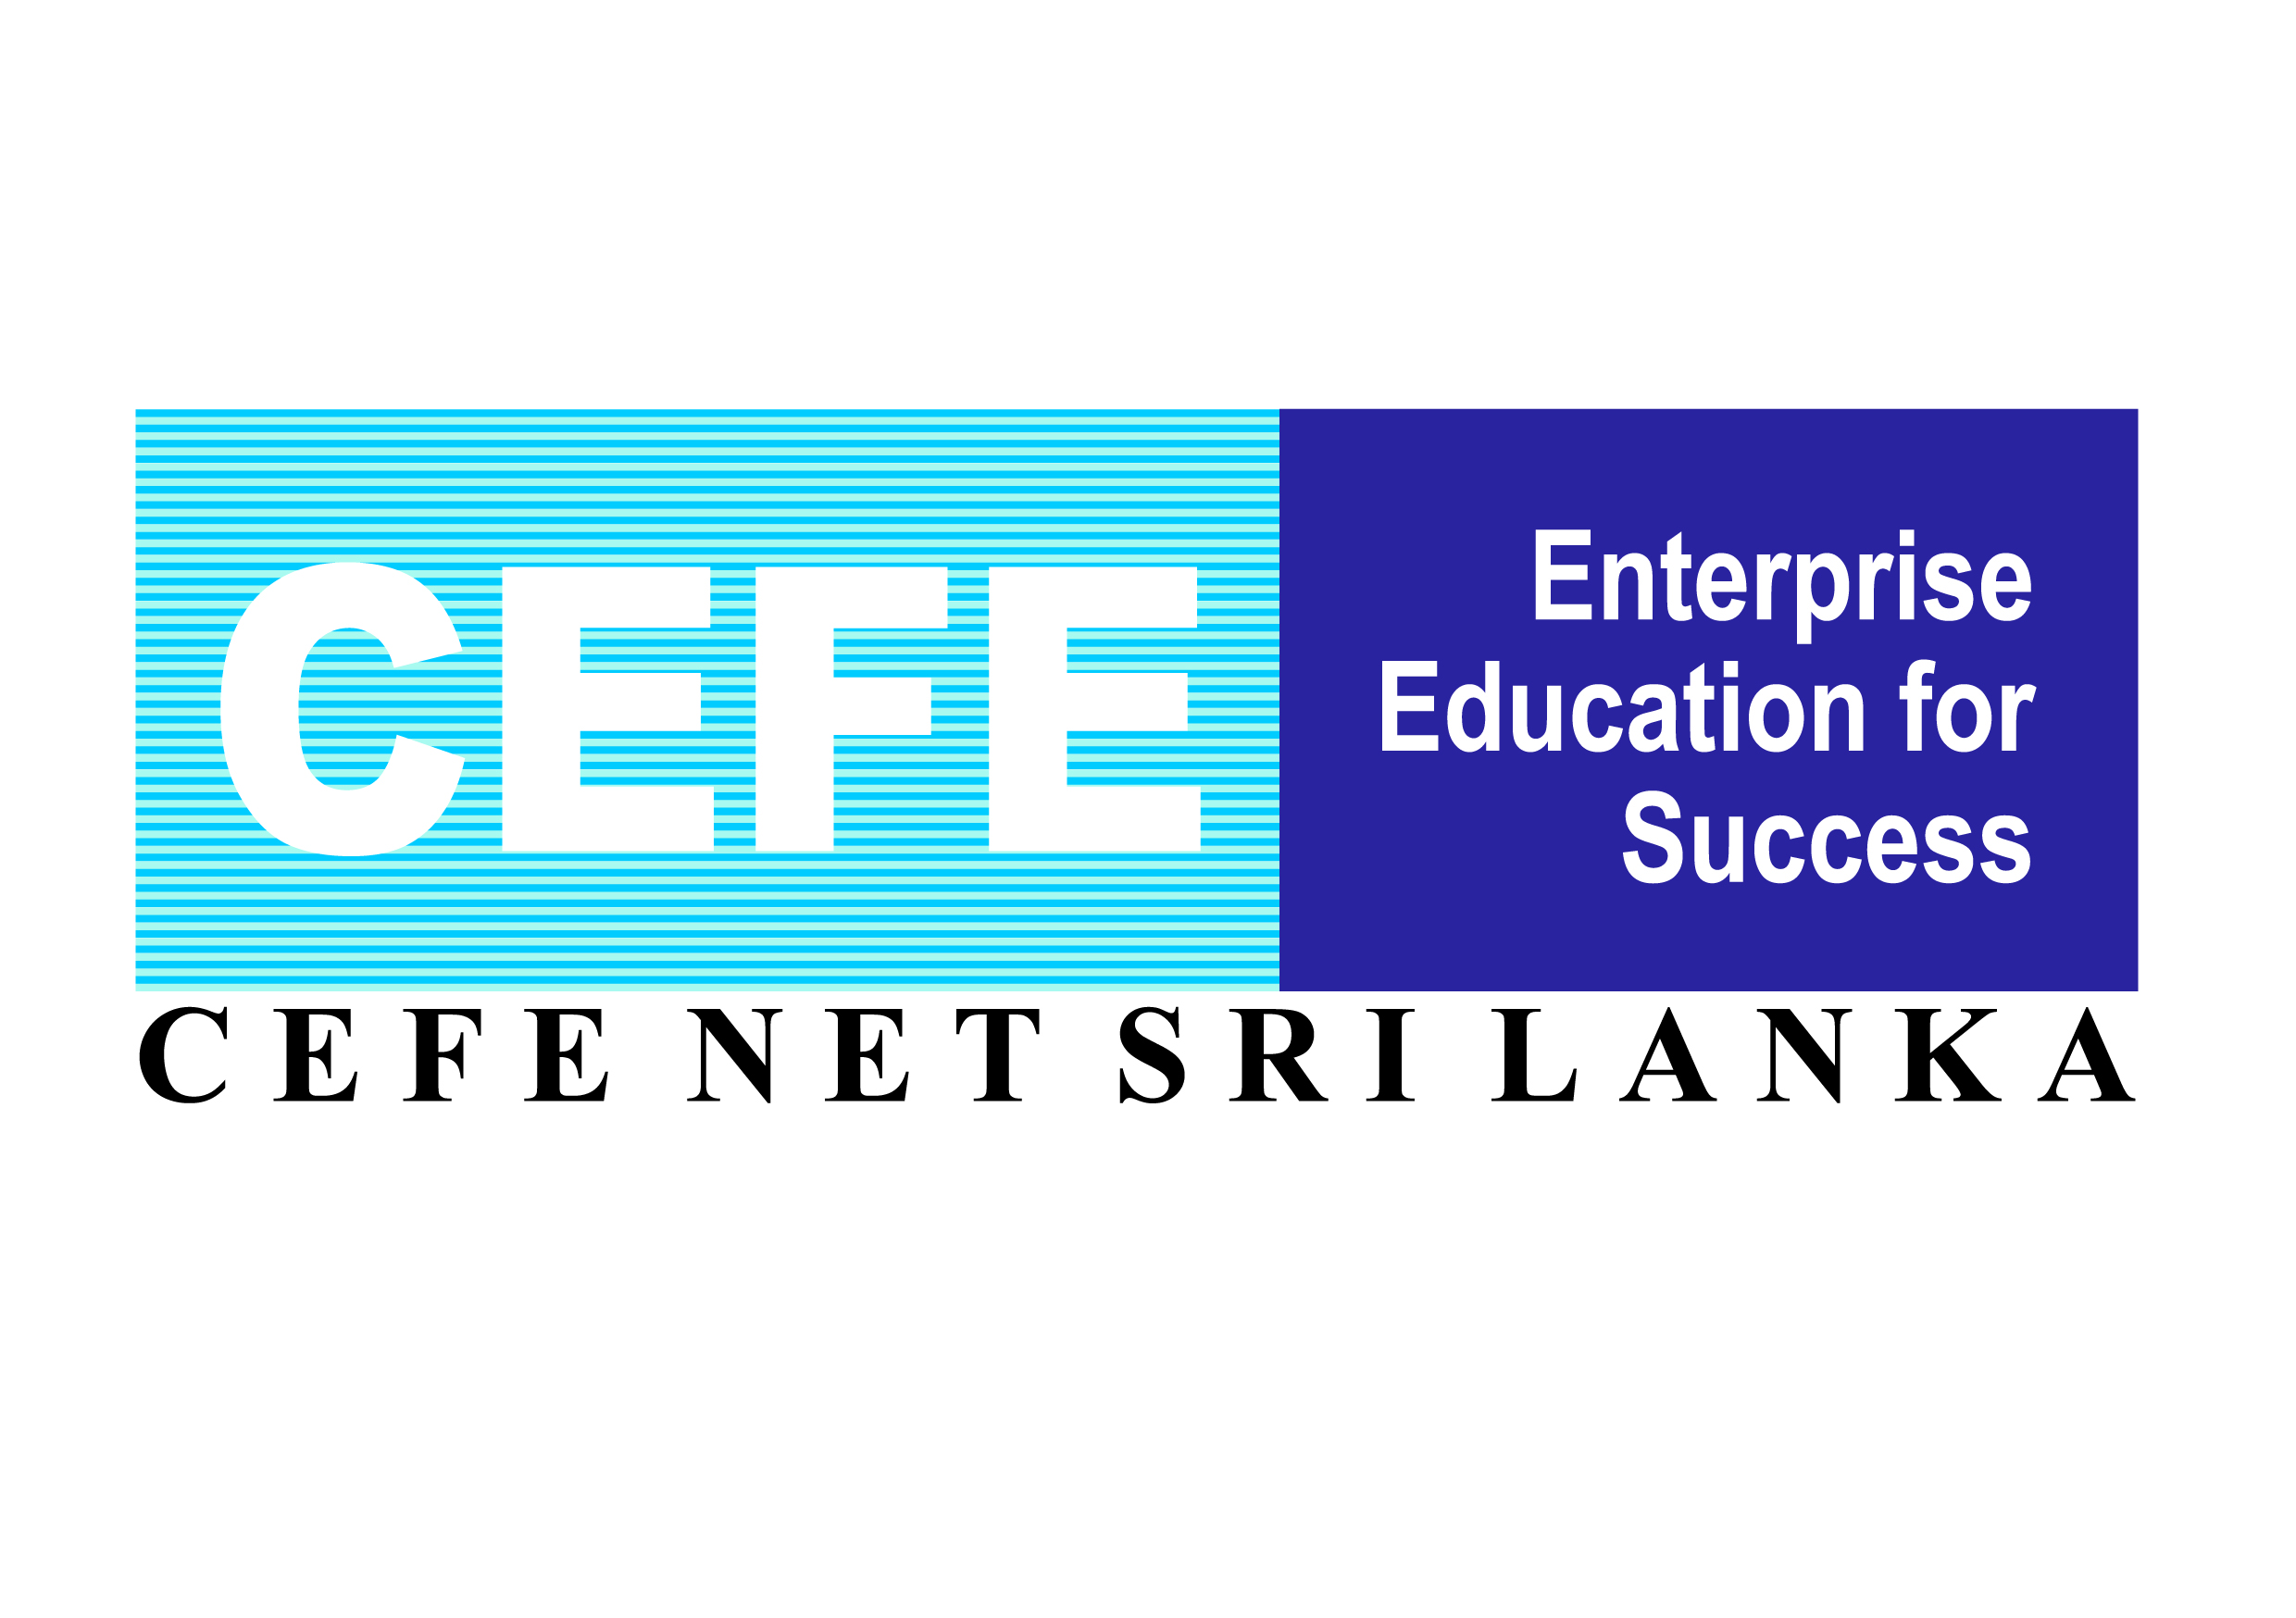 CEFE
Enterprise
Education for
Success
CEFE NET SRI LANKA